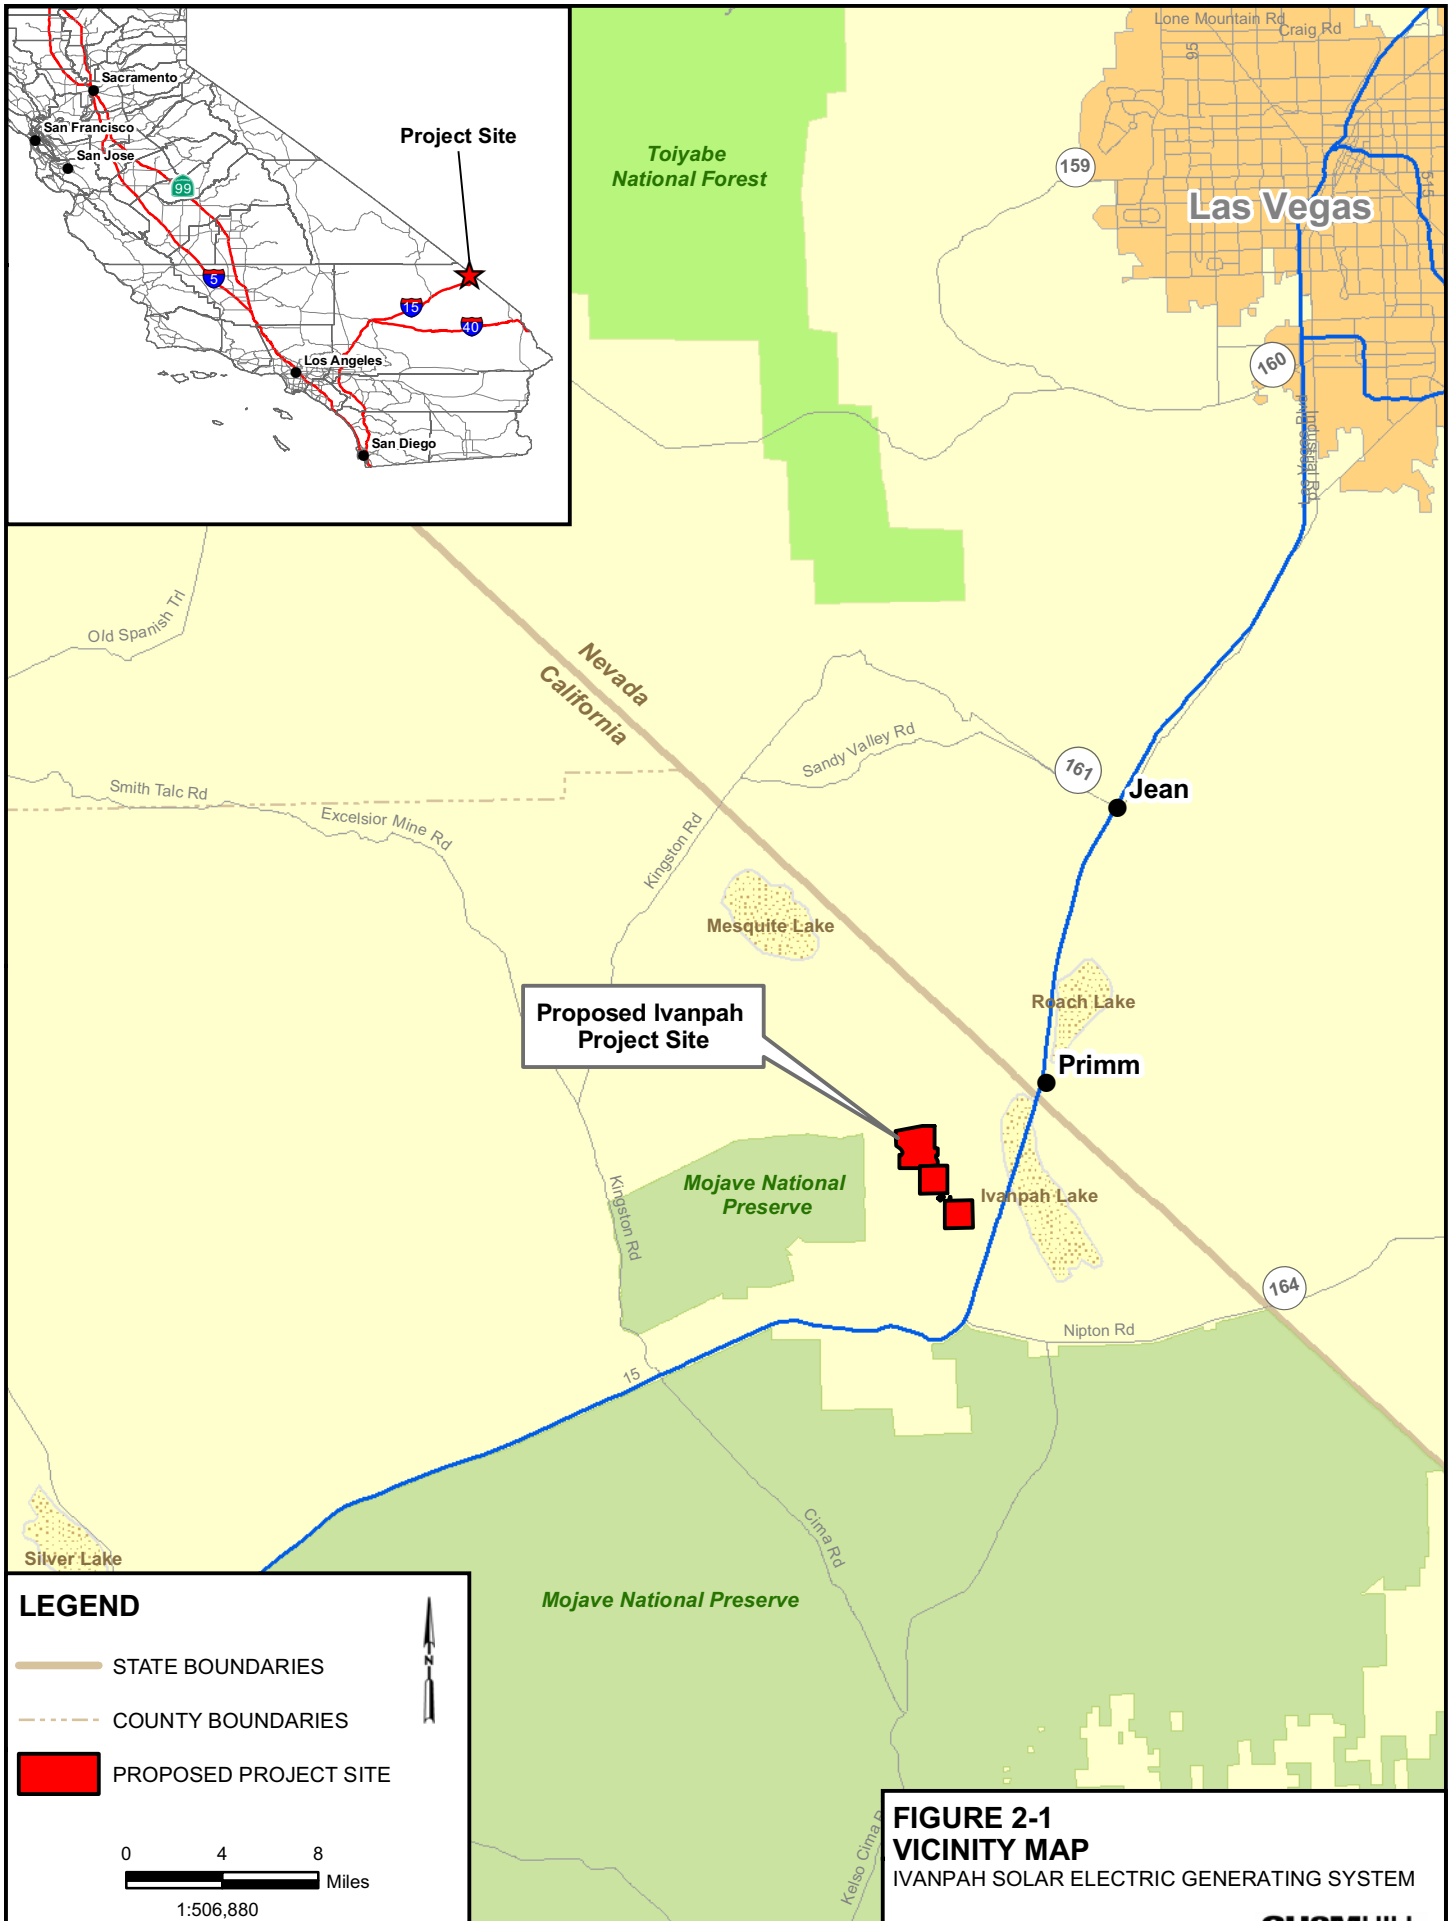 Sacramento
San Francisco
San Jose
99
Project Site
5
15
40
Los Angeles
San Diego
Toiyabe
National Forest
Lone Mountain Rd
Craig Rd
95
159
515
Las Vegas
160
Industrial Rd
Old Spanish Trl
Nevada
California
Sandy Valley Rd
161
Jean
Smith Talc Rd
Excelsior Mine Rd
Kingston Rd
Mesquite Lake
Roach Lake
Proposed Ivanpah
Project Site
Primm
Mojave National
Preserve
Kingston Rd
Ivanpah Lake
164
Nipton Rd
15
Cima Rd
Silver Lake
Mojave National Preserve
Kelso Cima
LEGEND
N
STATE BOUNDARIES
COUNTY BOUNDARIES
PROPOSED PROJECT SITE
0 4 8
Miles
1:506,880
FIGURE 2-1
VICINITY MAP
IVANPAH SOLAR ELECTRIC GENERATING SYSTEM